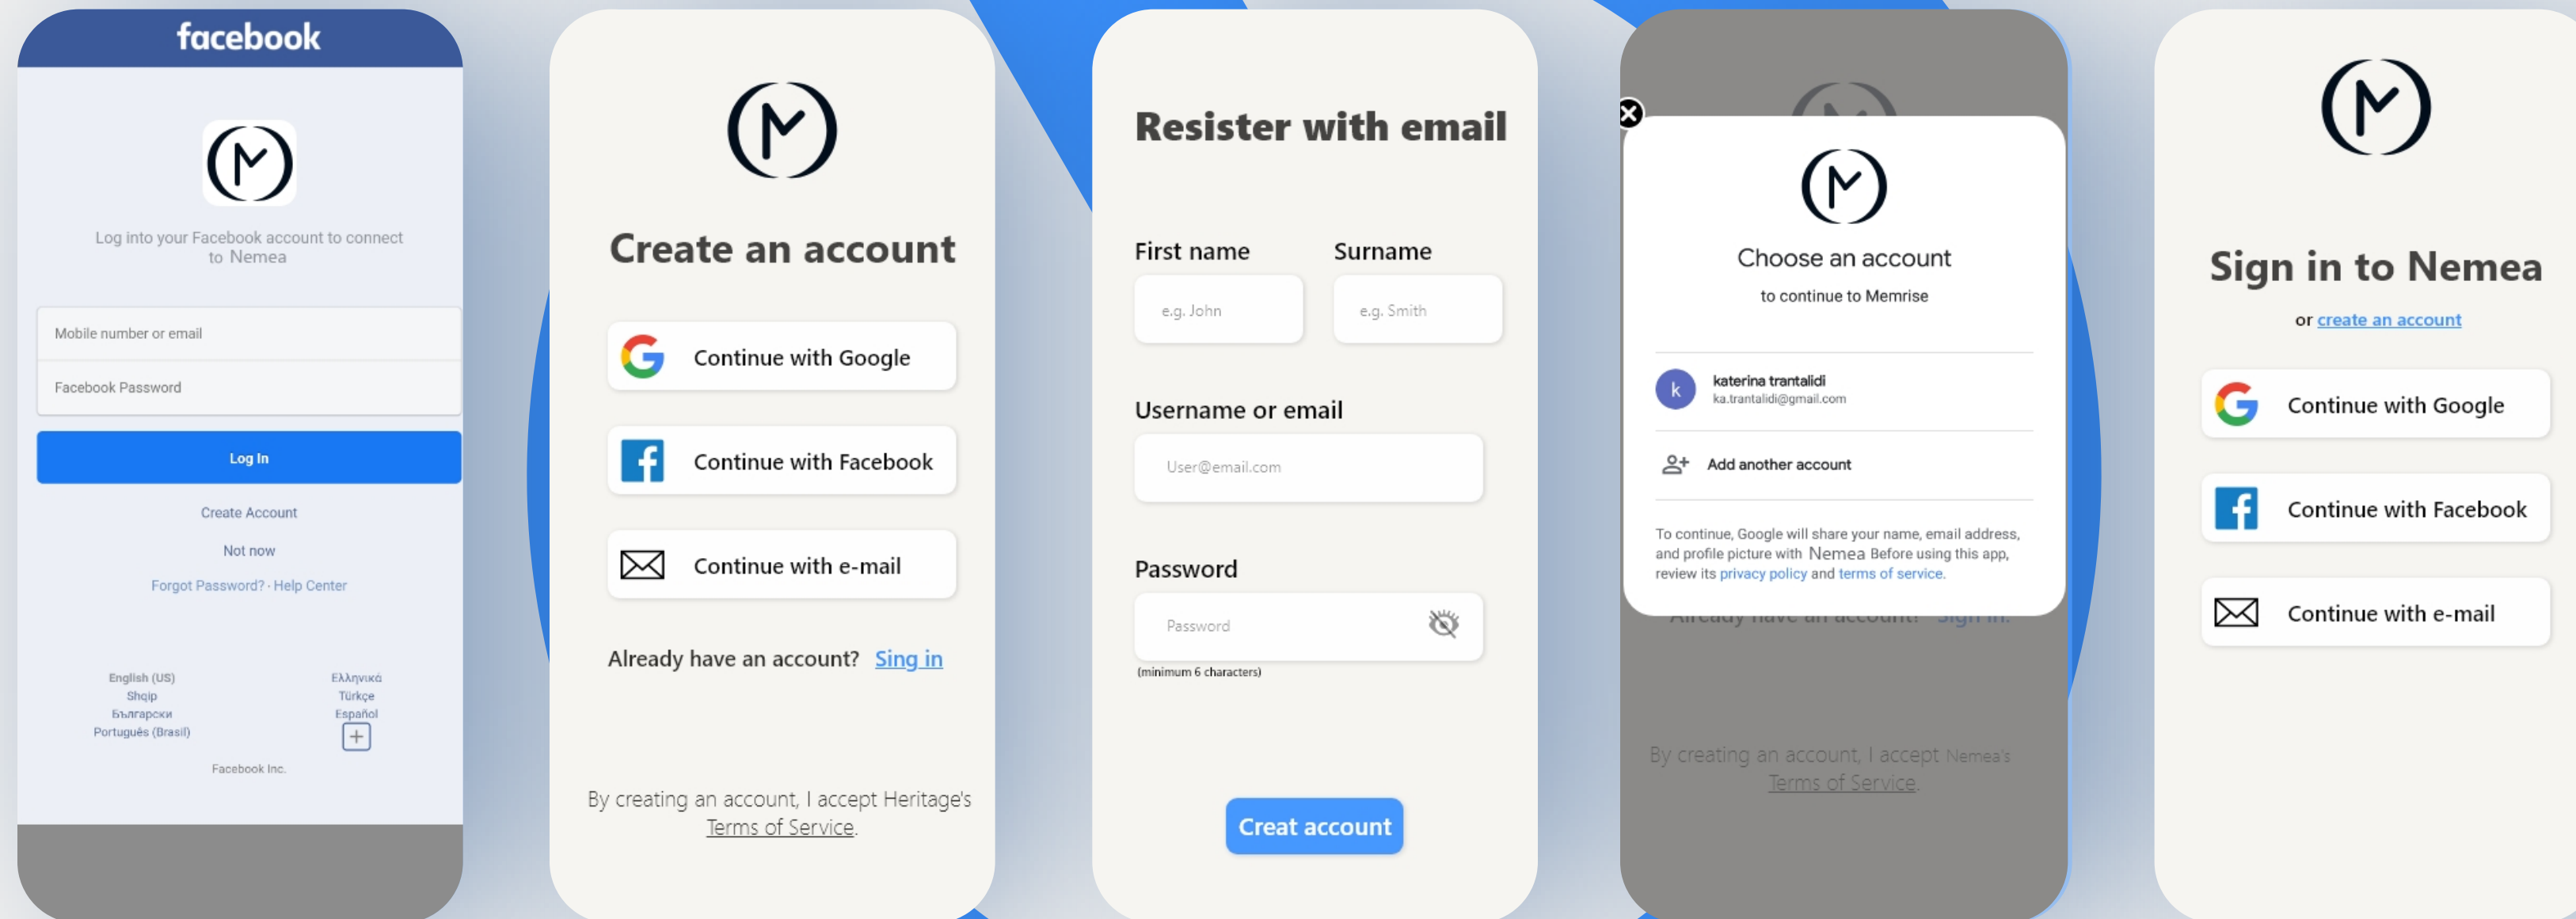 facebook
Log into your Facebook account to connect
to Nemea
Mobile number or email
Facebook Password
Log In
Create Account
Not now
Forgot Password? · Help Center
English (US)
Shqip
Български
Português (Brasil)
Ελληνικά
Türkçe
Español
Facebook Inc.
Create an account
Continue with Google
Continue with Facebook
Continue with e-mail
Already have an account? Sing in
By creating an account, I accept Heritage's
Terms of Service.
Resister with email
First name
Surname
e.g. John
e.g. Smith
Username or email
User@email.com
Password
Password
(minimum 6 characters)
Creat account
Choose an account
to continue to Memrise
k
katerina trantalidi
ka.trantalidi@gmail.com
Add another account
To continue, Google will share your name, email address,
and profile picture with Nemea Before using this app,
review its privacy policy and terms of service.
Already have an account? Sign in.
By creating an account, I accept Nemea's
Terms of Service.
Sign in to Nemea
or create an account
Continue with Google
Continue with Facebook
Continue with e-mail